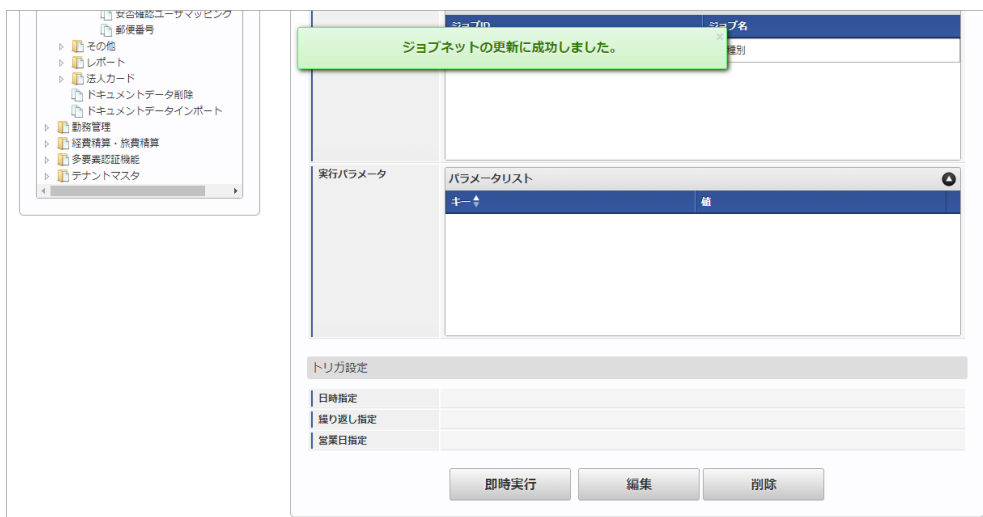 安否確認ユーザマッピング
郵便番号
その他
レポート
法人カード
ドキュメントデータ削除
ドキュメントデータインポート
勤務管理
経費精算・旅費精算
多要素認証機能
テナントマスタ
ジョブID
ジョブ名
ジョブネットの更新に成功しました。
種別
実行パラメータ
パラメータリスト
キー
値
トリガ設定
日時指定
繰り返し指定
営業日指定
即時実行
編集
削除